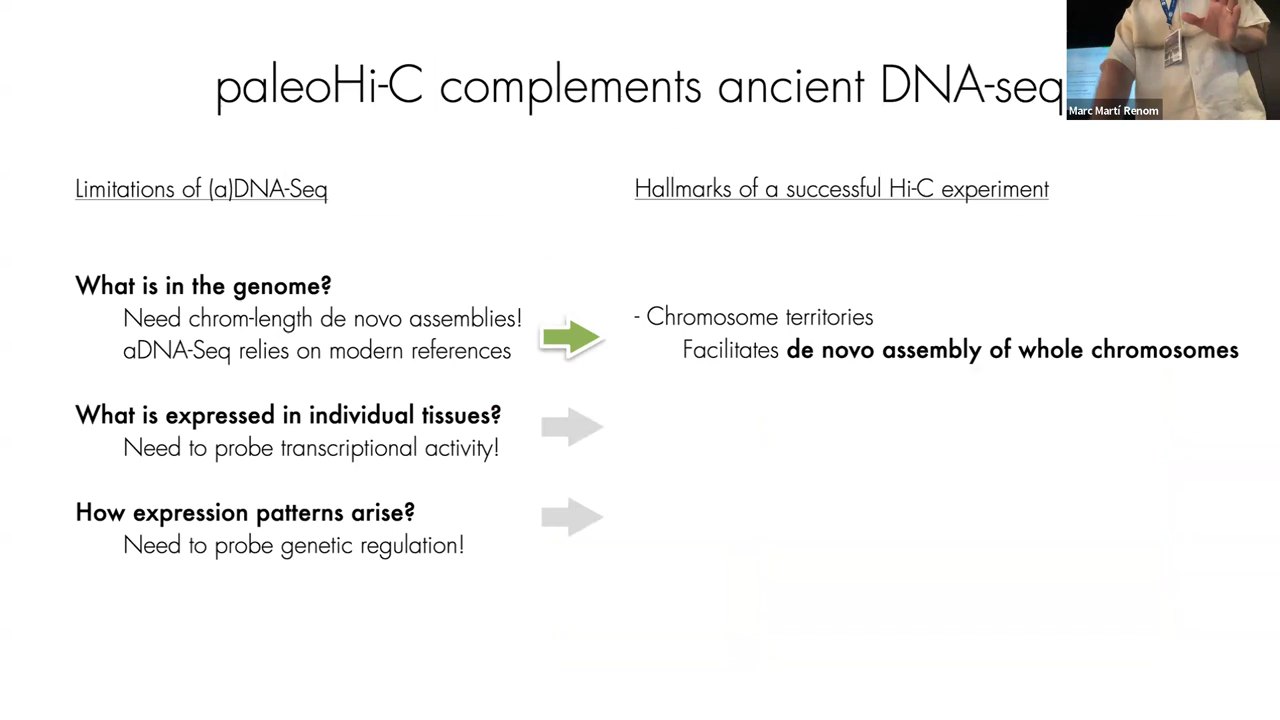 paleoHi-C complements ancient DNA-seq
Marc Martí Renom
Limitations of (a)DNA-Seq
What is in the genome?
Need chrom-length de novo assemblies!
aDNA-Seq relies on modern references
What is expressed in individual tissues?
Need to probe transcriptional activity!
How expression patterns arise?
Need to probe genetic regulation!
Hallmarks of a successful Hi-C experiment
- Chromosome territories
Facilitates de novo assembly of whole chromosomes